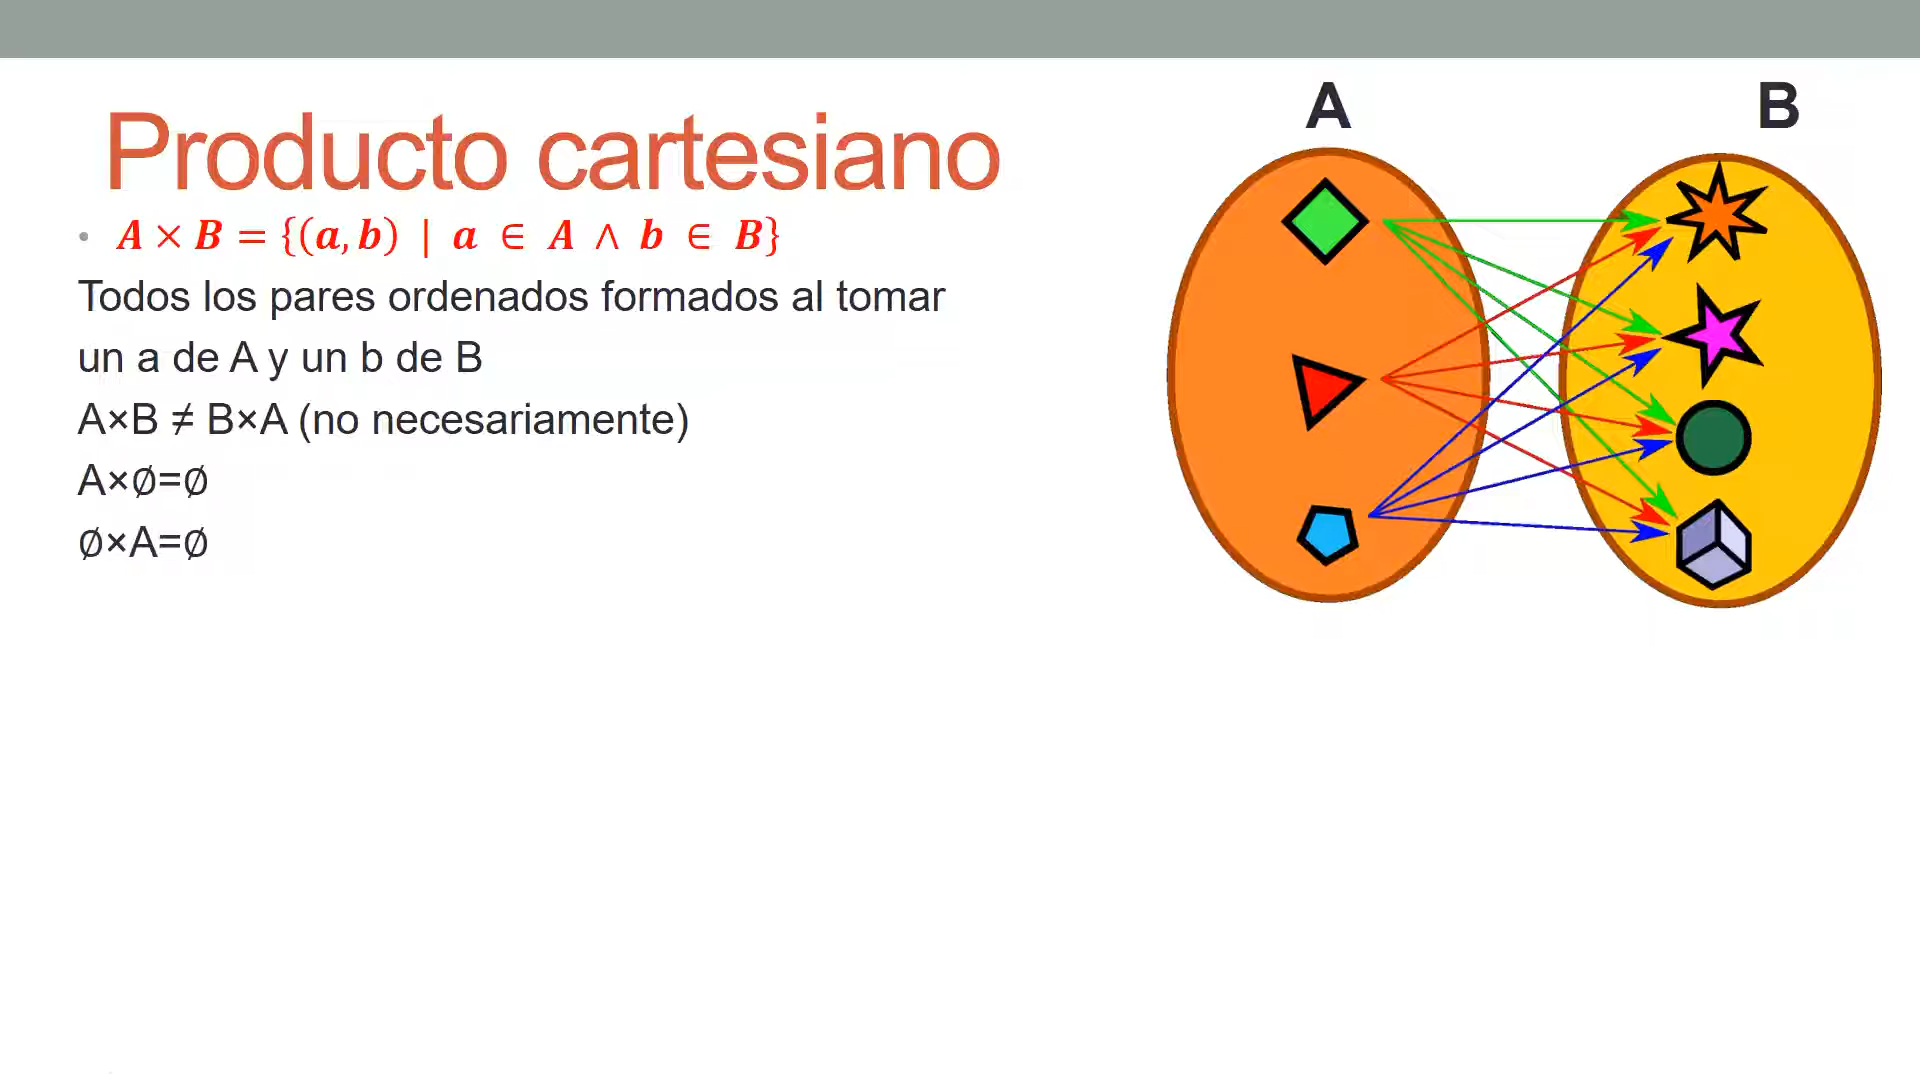 Producto cartesiano
• A × B = {(a, b) | a ∈ A ∧ b ∈ B}
Todos los pares ordenados formados al tomar
un a de A y un b de B
A×B ≠ B×A (no necesariamente)
A×∅=∅
∅×A=∅
A
B